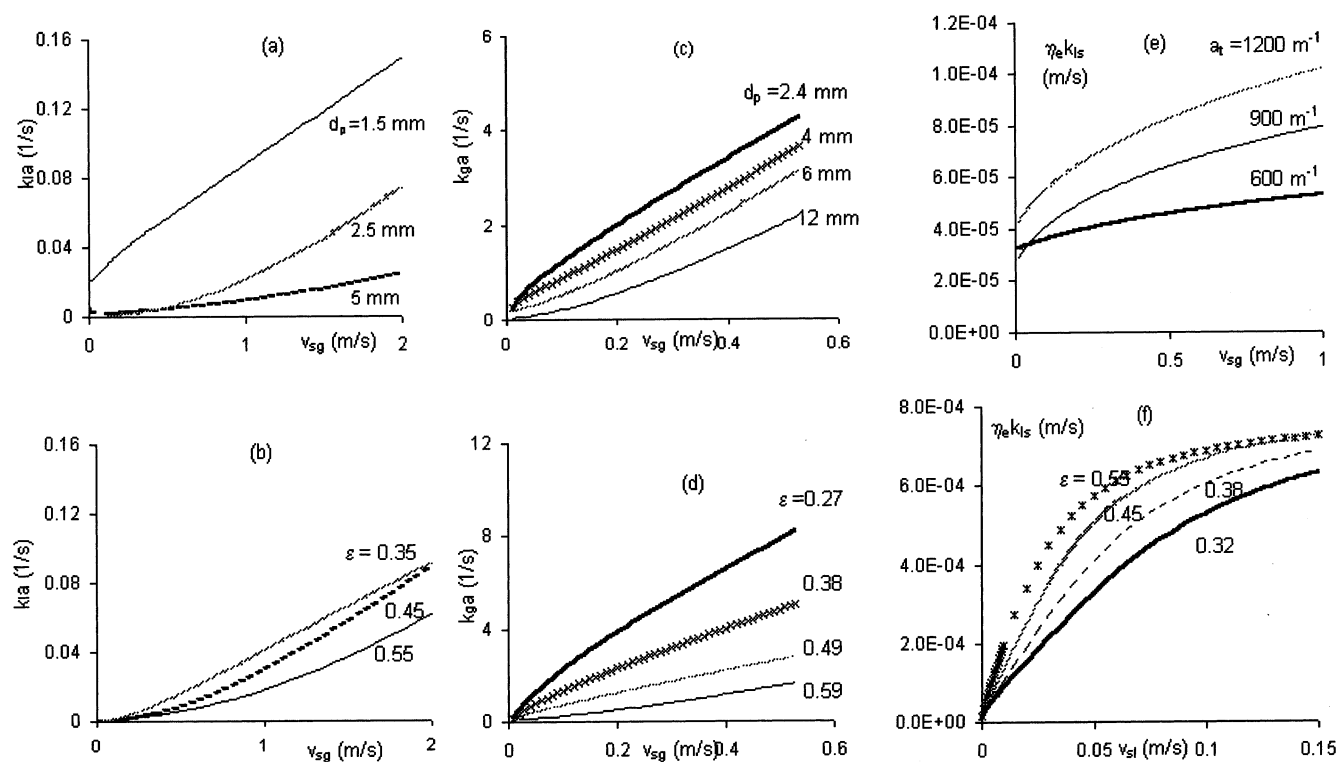 (a)
kla (1/s)
0.16
0.12
0.08
0.04
0
dp=1.5 mm
2.5 mm
5 mm
0 1 2
vsg (m/s)
(c)
kga (1/s)
6
4
2
0
dp=2.4 mm
4 mm
6 mm
12 mm
0 0.2 0.4 0.6
vsg (m/s)
(e)
ηekls
(m/s)
at =1200 m-1
900 m-1
600 m-1
1.2E-04
1.0E-04
8.0E-05
6.0E-05
4.0E-05
2.0E-05
0.0E+00
0 0.5 1
vsg (m/s)
(b)
kla (1/s)
0.16
0.12
0.08
0.04
0
ε = 0.35
0.45
0.55
0 1 2
vsg (m/s)
(d)
kga (1/s)
12
8
4
0
ε =0.27
0.38
0.49
0.59
0 0.2 0.4 0.6
vsg (m/s)
(f)
ηekls (m/s)
8.0E-04
6.0E-04
4.0E-04
2.0E-04
0.0E+00
ε = 0.55
0.45
0.38
0.32
0 0.05 0.1 0.15
vsl (m/s)